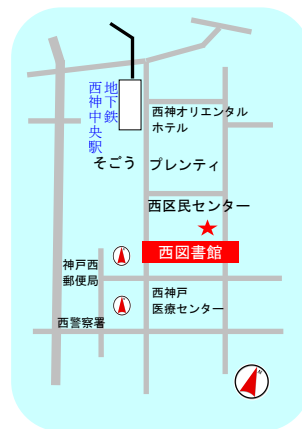 地下鉄
西神中央駅
西神オリエンタル
ホテル
そごう
プレンティ
西区民センター
西図書館
神戸西
郵便局
西神戸
医療センター
西警察署